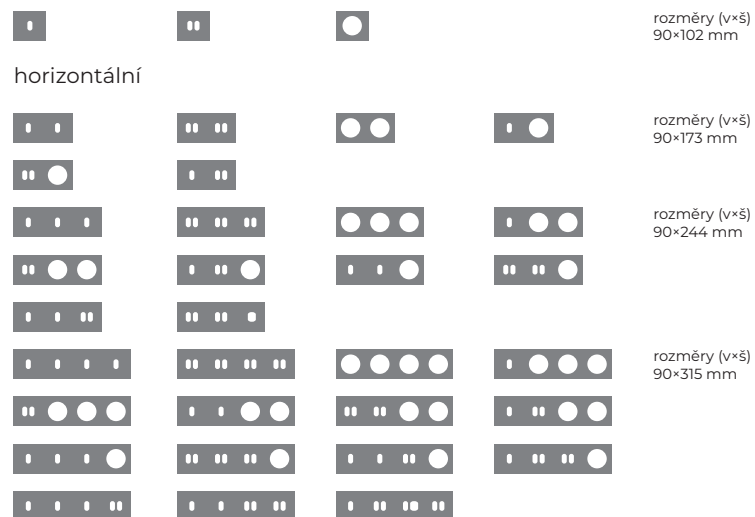 rozměry (v×š)
90×102 mm
horizontální
rozměry (v×š)
90×173 mm
rozměry (v×š)
90×244 mm
rozměry (v×š)
90×315 mm